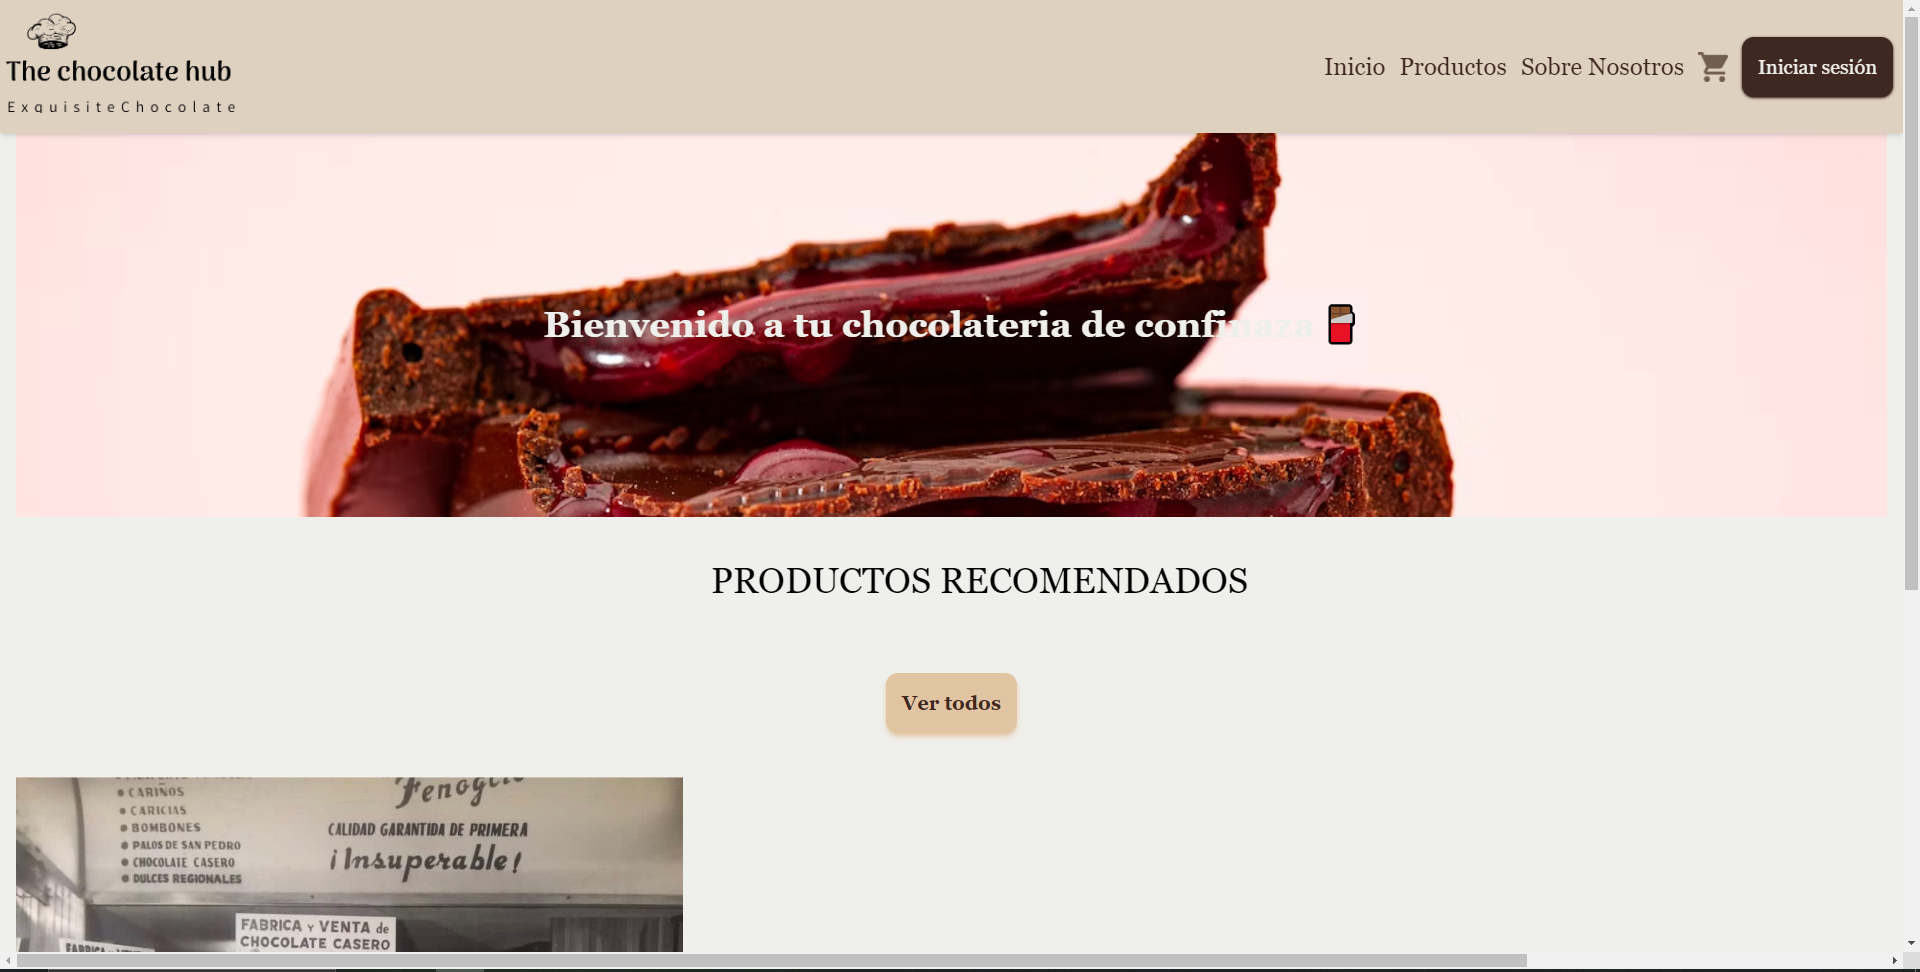 The chocolate hub
ExquisiteChocolate
Inicio Productos Sobre Nosotros Iniciar sesión
Bienvenido a tu chocolateria de confinaza
PRODUCTOS RECOMENDADOS
Ver todos
Fenoglio
CARIÑOS
CARICIAS
BOMBONES
PALOS DE SAN PEDRO
CHOCOLATE CASERO
DULCES REGIONALES
CALIDAD GARANTIDA DE PRIMERA
¡Insuperable!
FABRICA Y VENTA de
CHOCOLATE CASERO